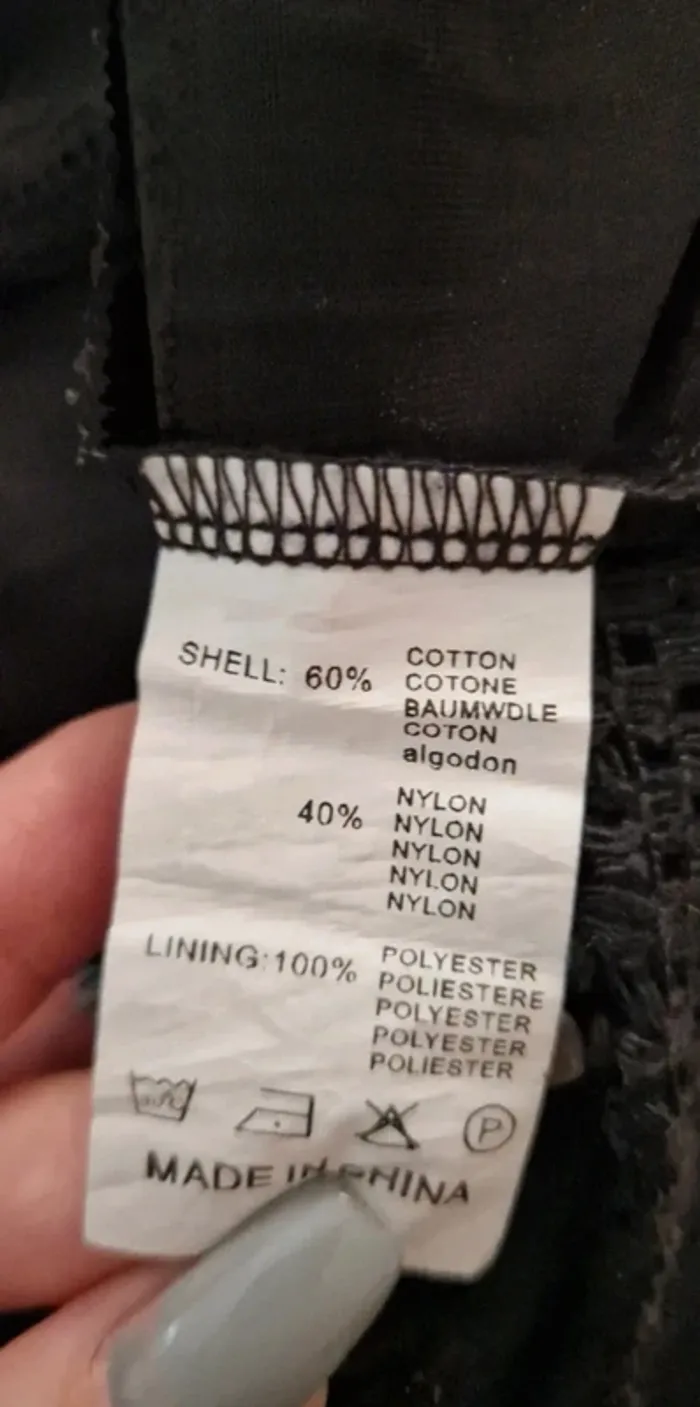 SHELL: 60% COTTON
COTONE
BAUMWDLE
COTON
algodon
40% NYLON
NYLON
NYLON
NYLON
NYLON
LINING:100% POLYESTER
POLIESTERE
POLYESTER
POLYESTER
POLIESTER
P
MADE IN CHINA